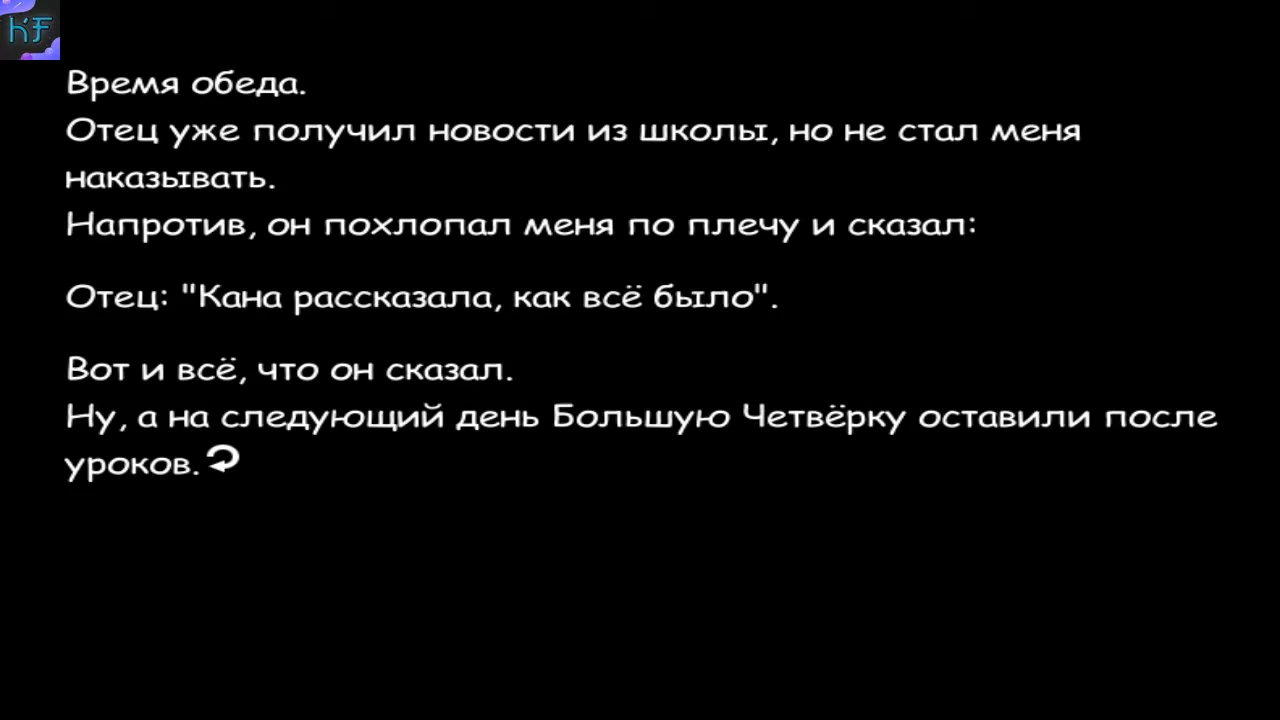 ҺF
Время обеда.
Отец уже получил новости из школы, но не стал меня
наказывать.
Напротив, он похлопал меня по плечу и сказал:
Отец: "Кана рассказала, как всё было".
Вот и всё, что он сказал.
Ну, а на следующий день Большую Четвёрку оставили после
уроков.